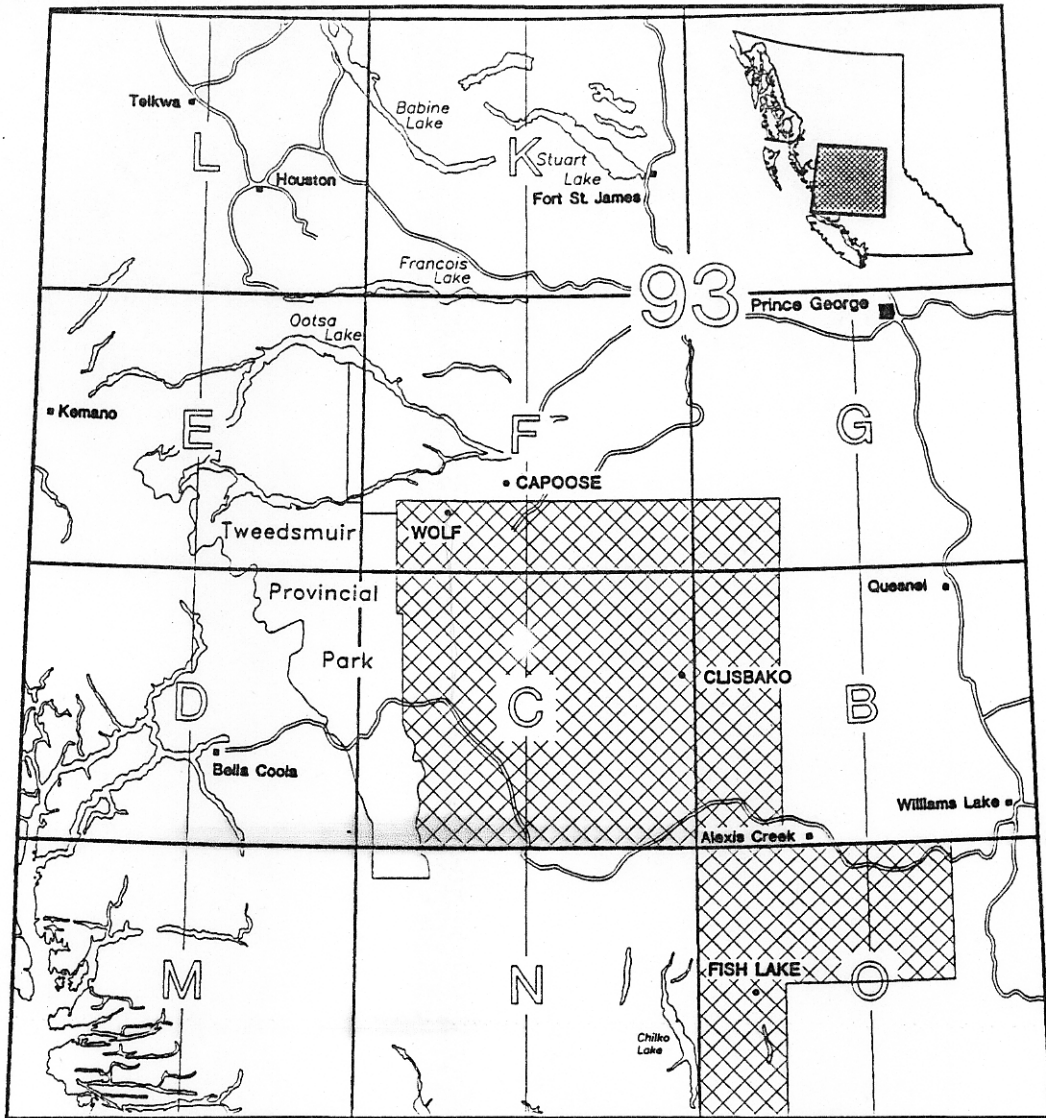 Telkwa
Babine
Lake
L
K
Stuart
Lake
Houston
Fort St. James
Francois
Lake
93
Prince George
Ootsa
Lake
Kemano
E
F
G
CAPOOSE
WOLF
Tweedsmuir
Provincial
Park
Quesnel
CLISBAKO
D
C
B
Bella Coola
Williams Lake
Alexis Creek
FISH LAKE
M
N
O
Chilko
Lake